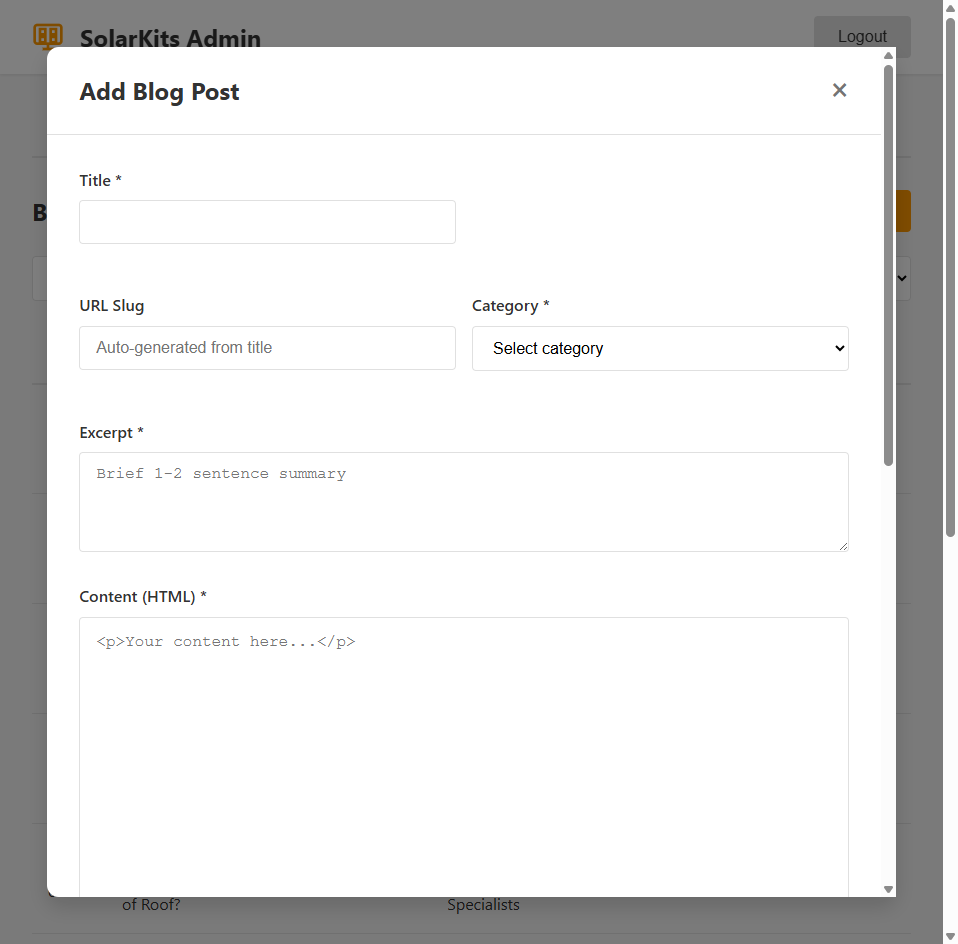 SolarKits Admin
Logout
Add Blog Post
×
Title *
URL Slug
Category *
Auto-generated from title
Select category
Excerpt *
Brief 1-2 sentence summary
Content (HTML) *
<p>Your content here...</p>
of Roof?
Specialists